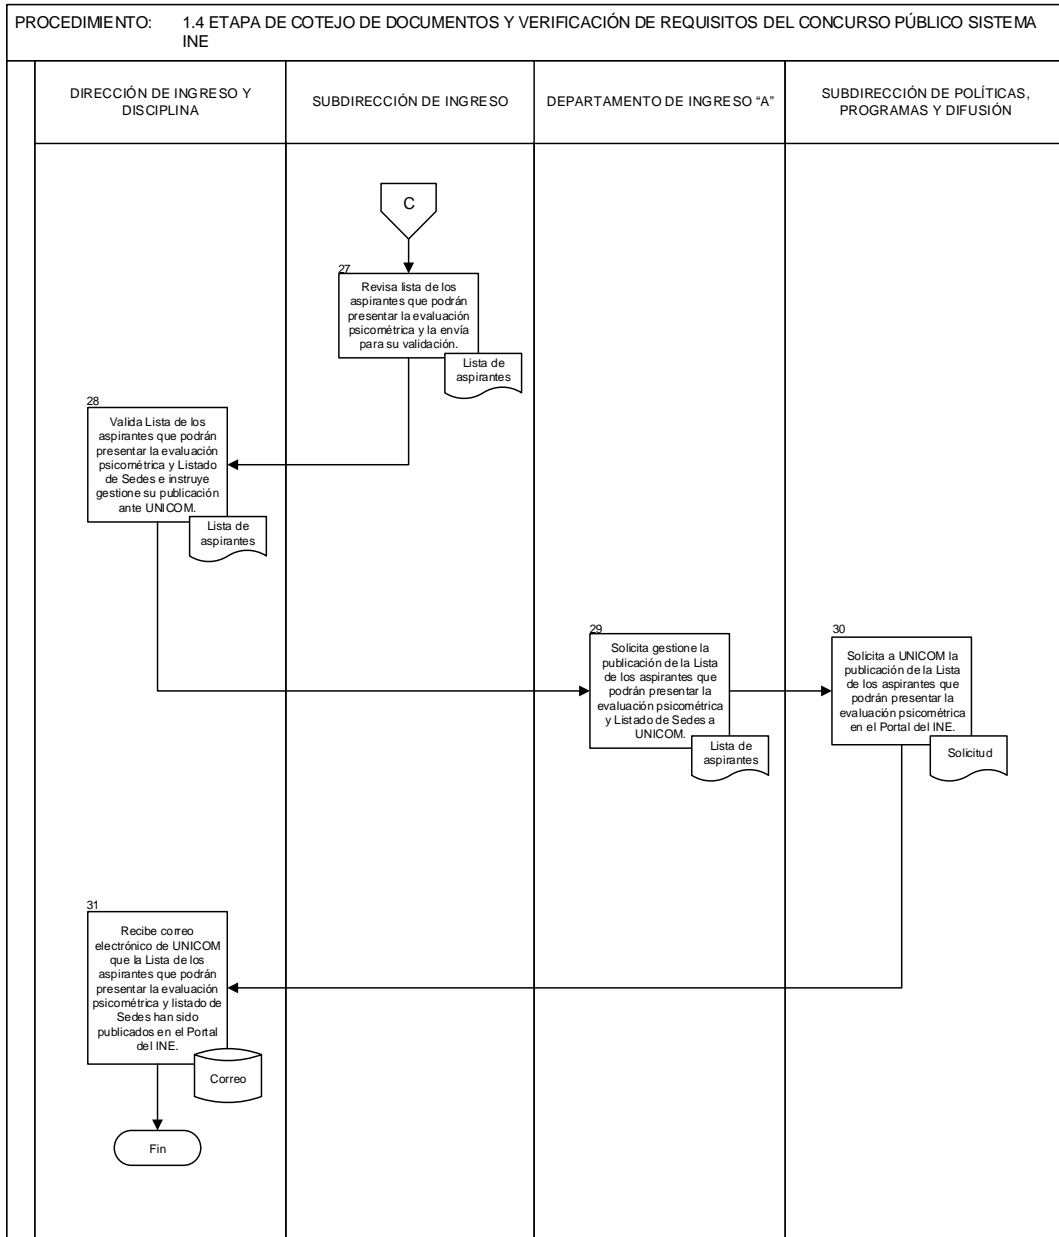 PROCEDIMIENTO: 1.4 ETAPA DE COTEJO DE DOCUMENTOS Y VERIFICACIÓN DE REQUISITOS DEL CONCURSO PÚBLICO SISTEMA
INE
DIRECCIÓN DE INGRESO Y
DISCIPLINA
SUBDIRECCIÓN DE INGRESO
DEPARTAMENTO DE INGRESO “A”
SUBDIRECCIÓN DE POLÍTICAS,
PROGRAMAS Y DIFUSIÓN
C
27
Revisa lista de los
aspirantes que podrán
presentar la evaluación
psicométrica y la envía
para su validación.
Lista de
aspirantes
28
Valida Lista de los
aspirantes que podrán
presentar la evaluación
psicométrica y Listado
de Sedes e instruye
gestione su publicación
ante UNICOM.
Lista de
aspirantes
29
Solicita gestione la
publicación de la Lista
de los aspirantes que
podrán presentar la
evaluación psicométrica
y Listado de Sedes a
UNICOM.
Lista de
aspirantes
30
Solicita a UNICOM la
publicación de la Lista
de los aspirantes que
podrán presentar la
evaluación psicométrica
en el Portal del INE.
Solicitud
31
Recibe correo
electrónico de UNICOM
que la Lista de los
aspirantes que podrán
presentar la evaluación
psicométrica y listado de
Sedes han sido
publicados en el Portal
del INE.
Correo
Fin